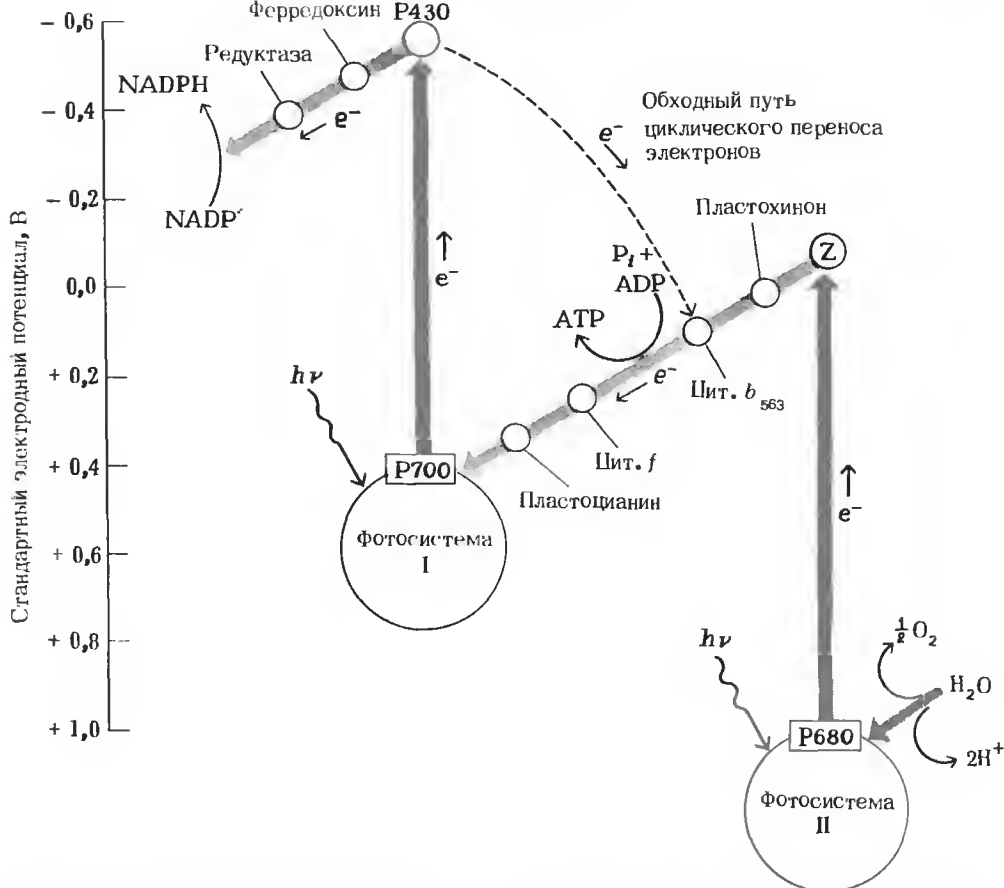 Ферредоксин P430
– 0,6
Редуктаза
NADPH
– 0,4
e⁻
Обходный путь
циклического переноса
электронов
e⁻
– 0,2
NADP⁺
Пластохинон
Z
e⁻
P𝑖 +
ADP
0,0
ATP
e⁻
Цит. b₅₆₃
+ 0,2
hν
Цит. f
+ 0,4
P700
Пластоцианин
e⁻
Фотосистема
I
+ 0,6
+ 0,8
hν
½O₂
H₂O
+ 1,0
P680
2H⁺
Фотосистема
II
Стандартный электродный потенциал, В